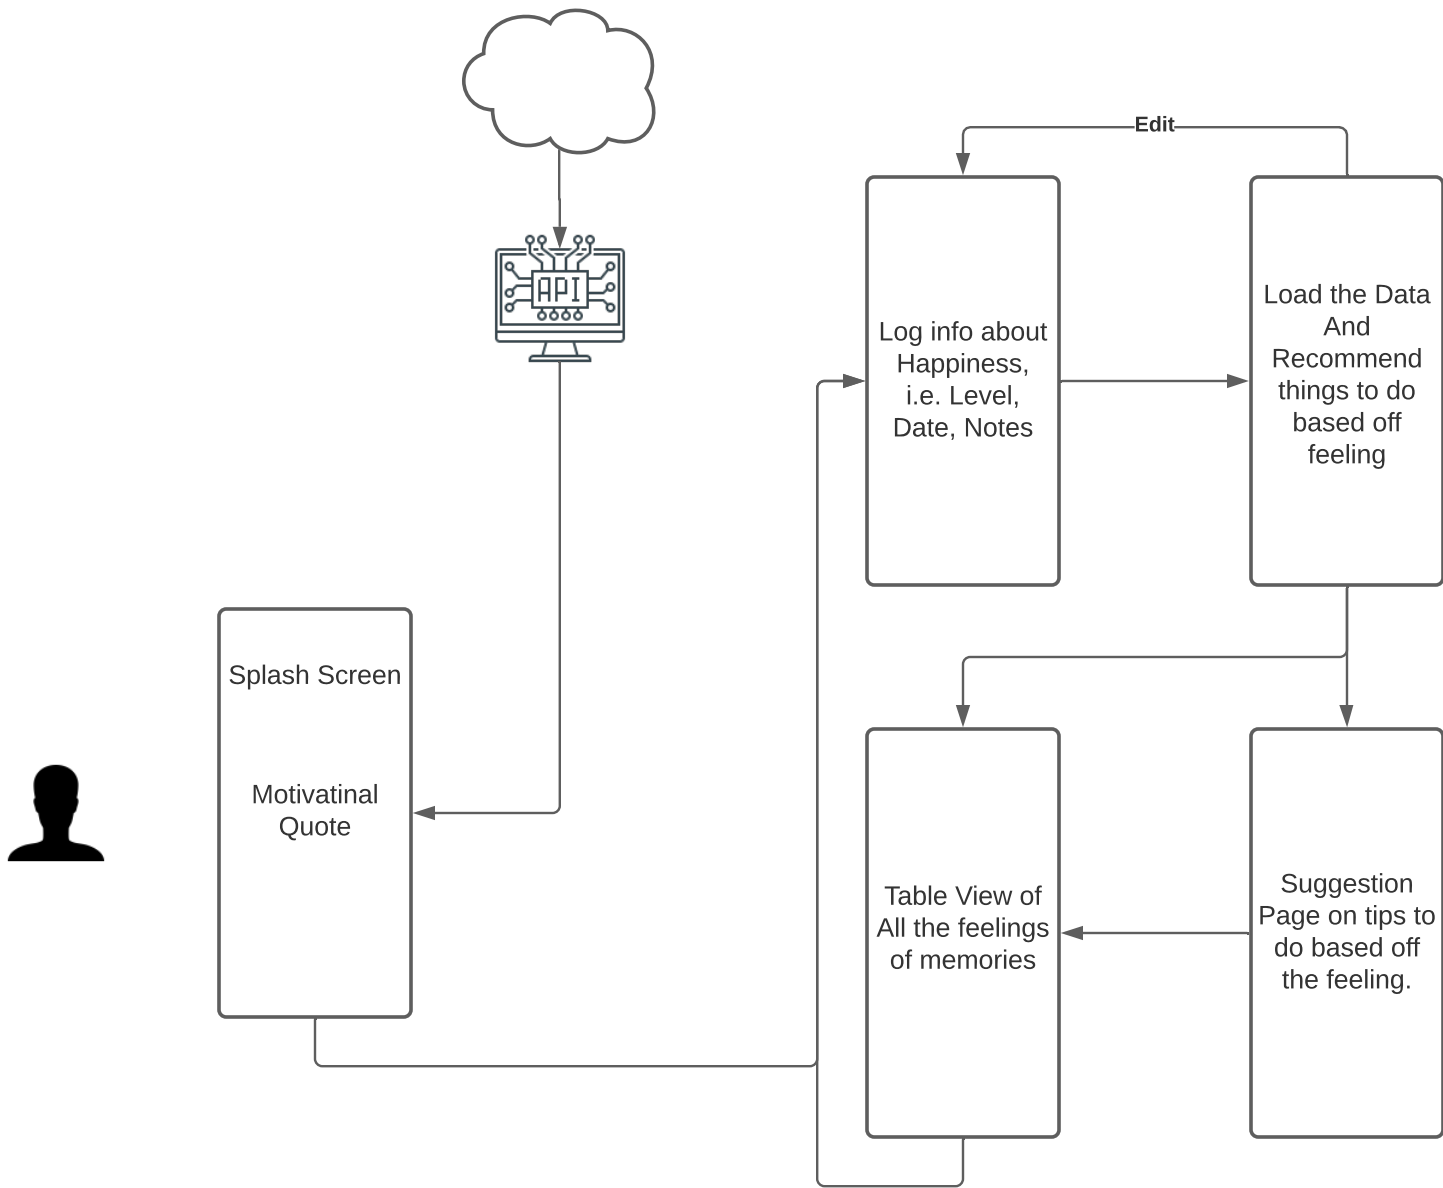 Edit
API
Log info about
Happiness,
i.e. Level,
Date, Notes
Load the Data
And
Recommend
things to do
based off
feeling
Splash Screen
Motivatinal
Quote
Table View of
All the feelings
of memories
Suggestion
Page on tips to
do based off
the feeling.